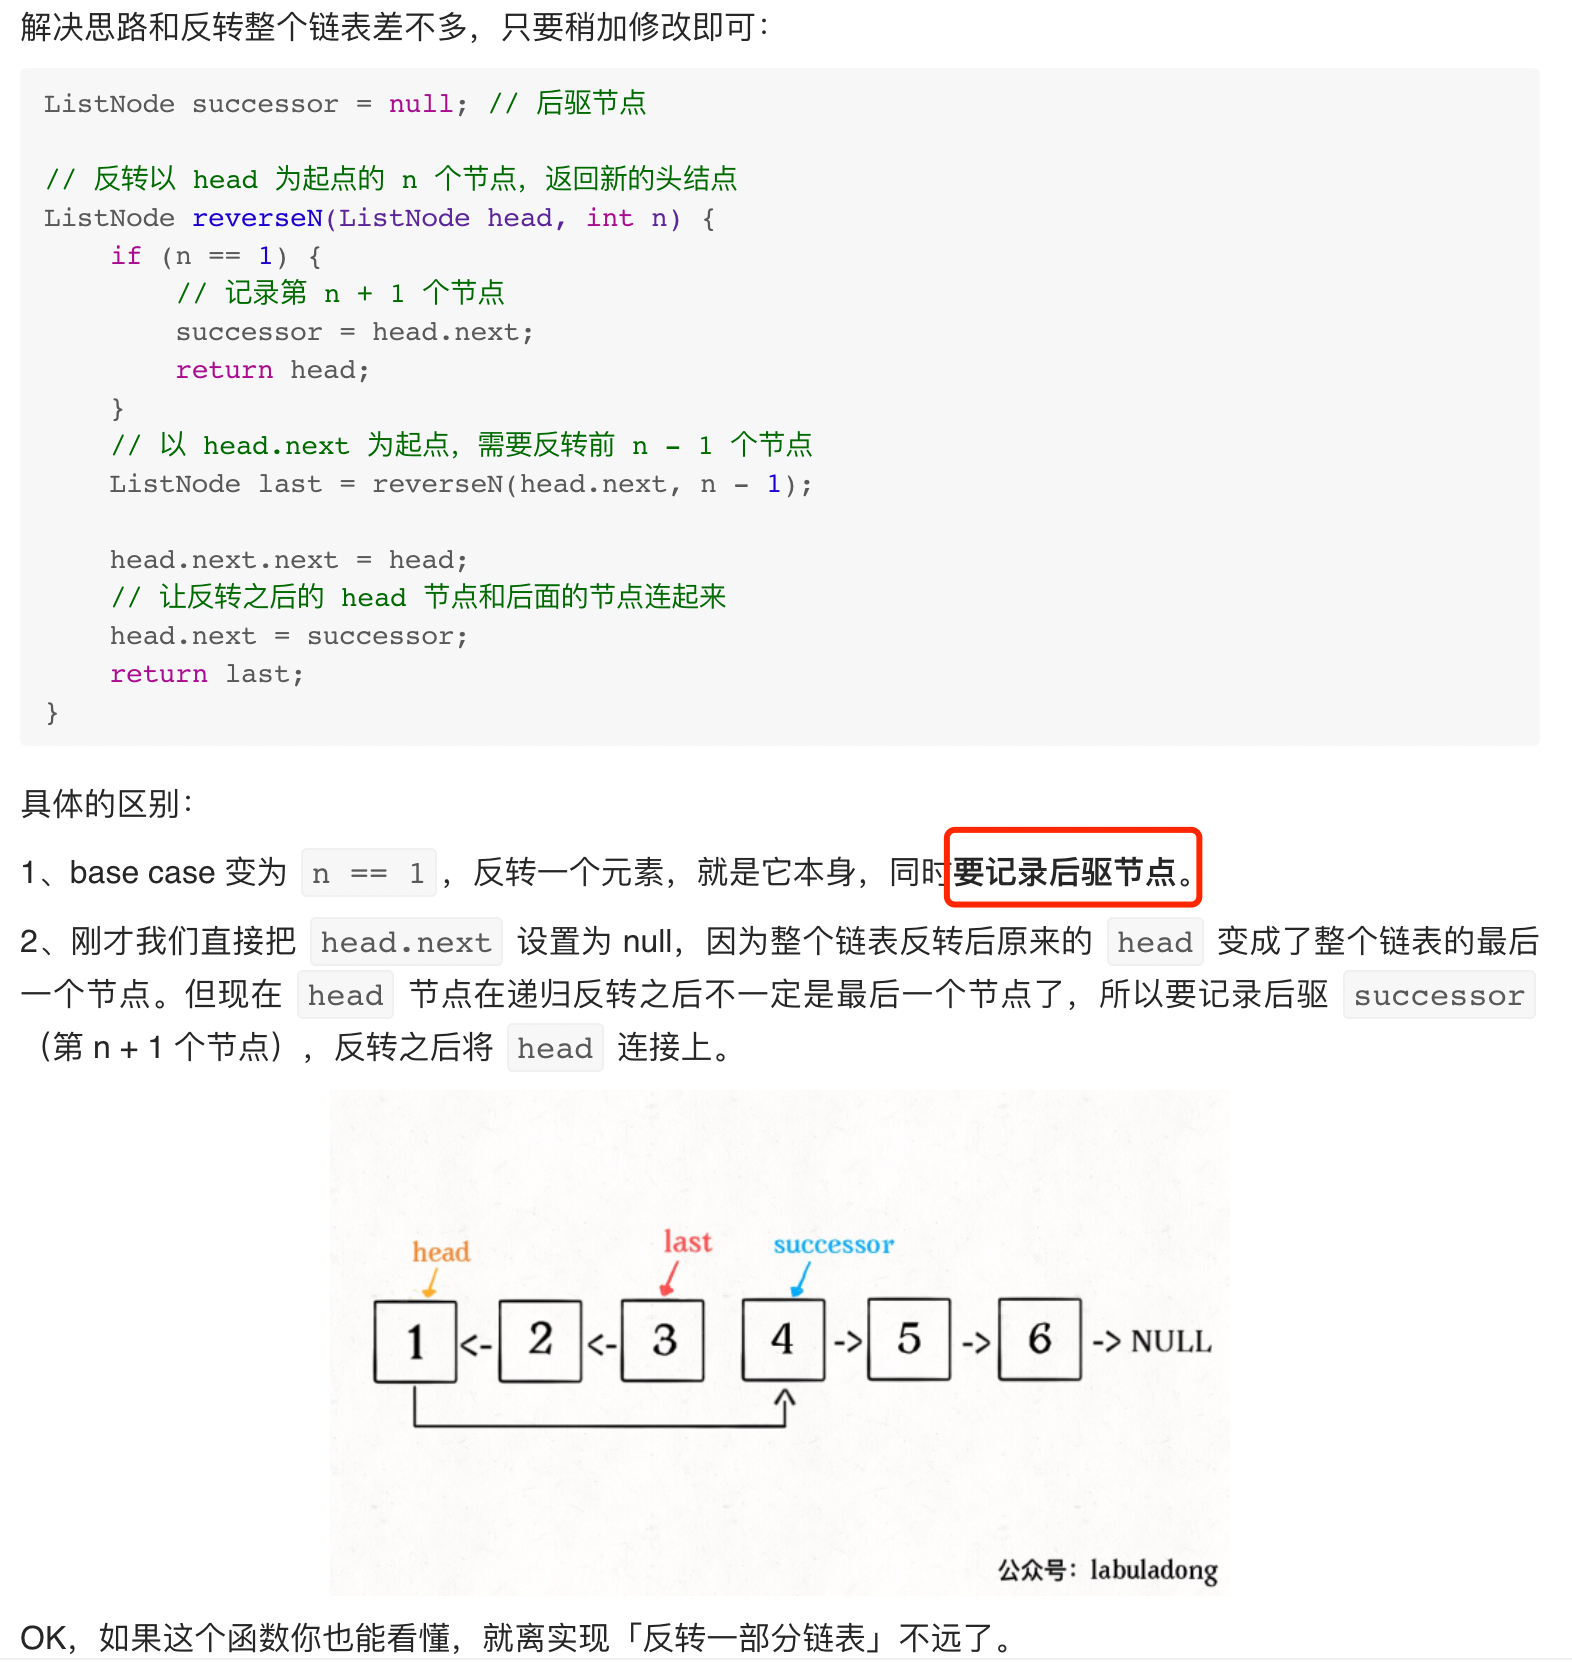 解决思路和反转整个链表差不多，只要稍加修改即可：
ListNode successor = null; // 后驱节点
// 反转以 head 为起点的 n 个节点，返回新的头结点
ListNode reverseN(ListNode head, int n) {
    if (n == 1) {
        // 记录第 n + 1 个节点
        successor = head.next;
        return head;
    }
    // 以 head.next 为起点，需要反转前 n - 1 个节点
    ListNode last = reverseN(head.next, n - 1);
    head.next.next = head;
    // 让反转之后的 head 节点和后面的节点连起来
    head.next = successor;
    return last;
}
具体的区别：
1、base case 变为 n == 1，反转一个元素，就是它本身，同时要记录后驱节点。
2、刚才我们直接把 head.next 设置为 null，因为整个链表反转后原来的 head 变成了整个链表的最后
一个节点。但现在 head 节点在递归反转之后不一定是最后一个节点了，所以要记录后驱 successor
（第 n + 1 个节点），反转之后将 head 连接上。
head last successor
1 <- 2 <- 3 4 -> 5 -> 6 -> NULL
公众号：labuladong
OK，如果这个函数你也能看懂，就离实现「反转一部分链表」不远了。